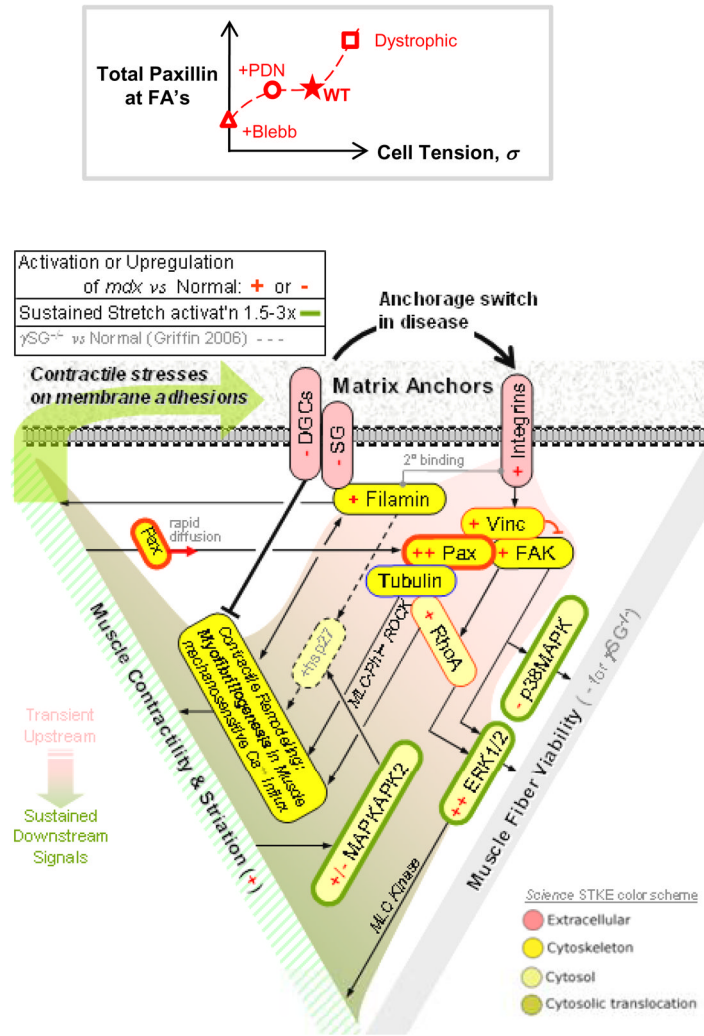 Dystrophic
Total Paxillin
at FA's
+PDN
WT
+Blebb
Cell Tension, σ
Activation or Upregulation
of mdx vs Normal: + or -
Sustained Stretch activat'n 1.5-3x
γSG-/- vs Normal (Griffin 2006) - - -
Anchorage switch
in disease
Contractile stresses
on membrane adhesions
Matrix Anchors
- DGCs
- SG
+ Integrins
2° binding
+ Filamin
+ Vinc
Pax
rapid
diffusion
++ Pax
+ FAK
Tubulin
+ RhoA
MLC-Ph't- ROCK
+hsp27
Contractile Remodeling;
Myofibrillogenesis in Muscle
mechanosensitive Ca-- Influx
- p38MAPK
++ ERK1/2
+/- MAPKAPK2
MLC Kinase
Muscle Contractility & Striation (+)
Muscle Fiber Viability (- for γSG-/-)
Transient
Upstream
Sustained
Downstream
Signals
Science STKE color scheme
Extracellular
Cytoskeleton
Cytosol
Cytosolic translocation